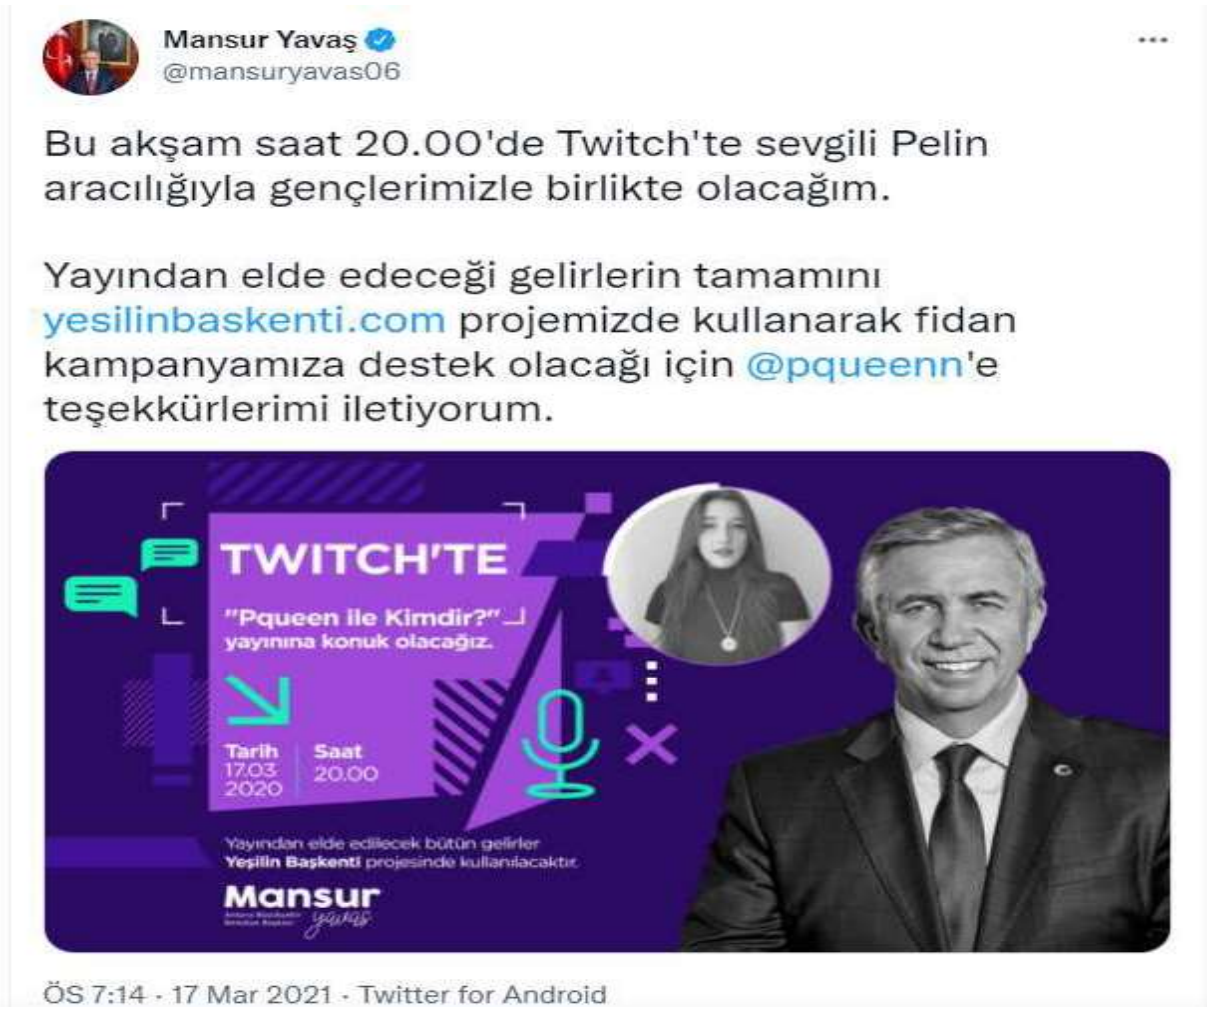 Mansur Yavaş
@mansuryavas06
Bu akşam saat 20.00'de Twitch'te sevgili Pelin
aracılığıyla gençlerimizle birlikte olacağım.
Yayından elde edeceği gelirlerin tamamını
yesilinbaskenti.com projemizde kullanarak fidan
kampanyamıza destek olacağı için @pqueenn'e
teşekkürlerimi iletiyorum.
TWITCH'TE
"Pqueen ile Kimdir?"
yayınına konuk olacağız.
Tarih
17.03
2020
Saat
20.00
Yayından elde edilecek bütün gelirler
Yeşilin Başkenti projesinde kullanılacaktır.
Mansur
yavaş
ÖS 7:14 · 17 Mar 2021 · Twitter for Android